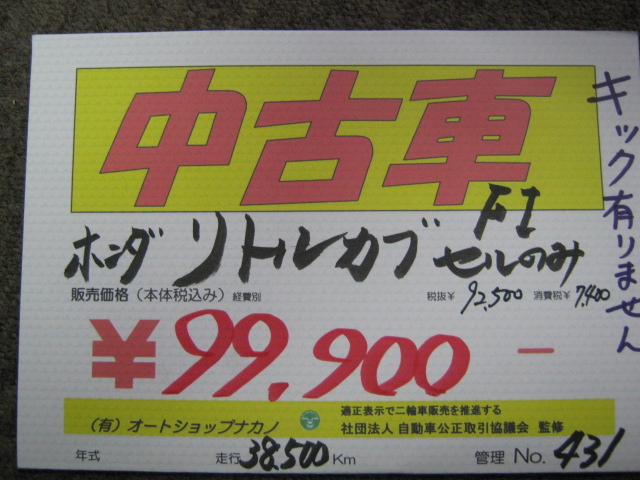 中古車
キック有りません
ホンダ リトルカブ FI セルのみ
販売価格(本体税込み) 経費別 税抜¥ 92,500 消費税¥ 7,400
¥99,900 ー
(有)オートショップナカノ
適正表示で二輪車販売を推進する
社団法人 自動車公正取引協議会 監修
年式 走行 38,500 Km 管理 No. 431